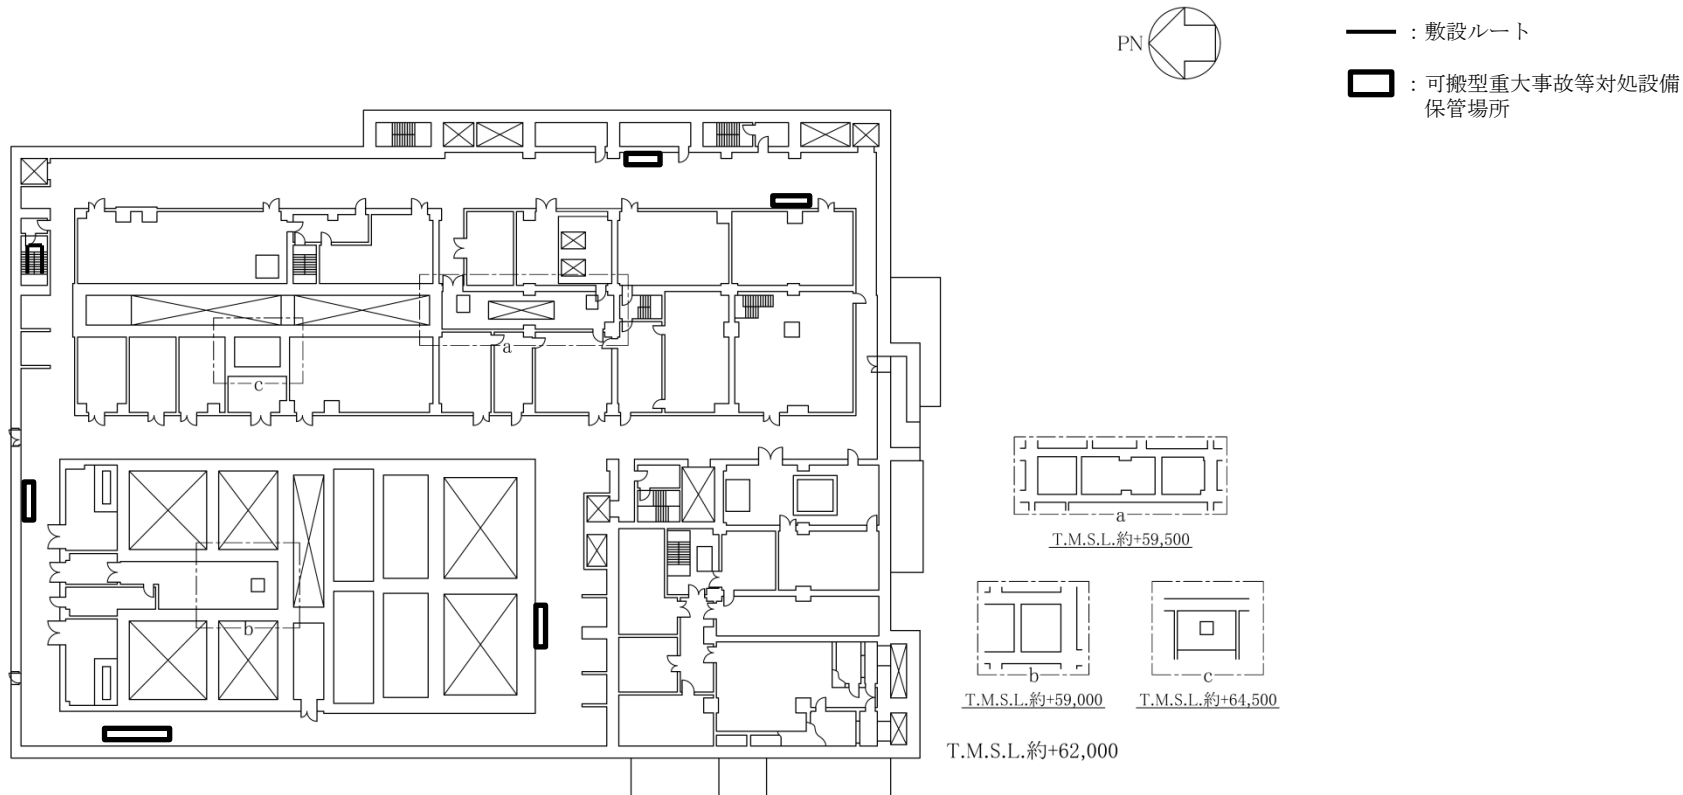 PN
：敷設ルート
：可搬型重大事故等対処設備
保管場所
a
c
b
a
T.M.S.L.約+59,500
b
T.M.S.L.約+59,000
c
T.M.S.L.約+64,500
T.M.S.L.約+62,000